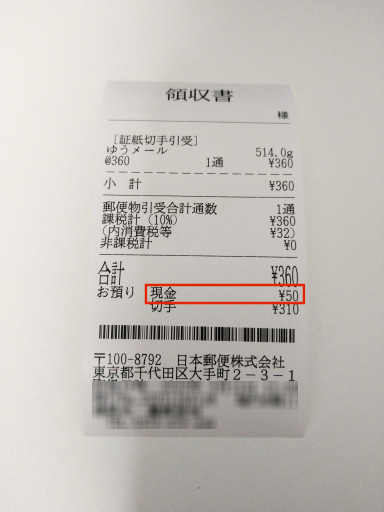 領収書
様
[証紙切手引受]
ゆうメール 514.0g
@360 1通 ¥360
小 計 ¥360
郵便物引受合計通数 1通
課税計(10%) ¥360
(内消費税等 ¥32)
非課税計 ¥0
合計 ¥360
お預り 現金 ¥50
切手 ¥310
〒100-8792 日本郵便株式会社
東京都千代田区大手町2-3-1